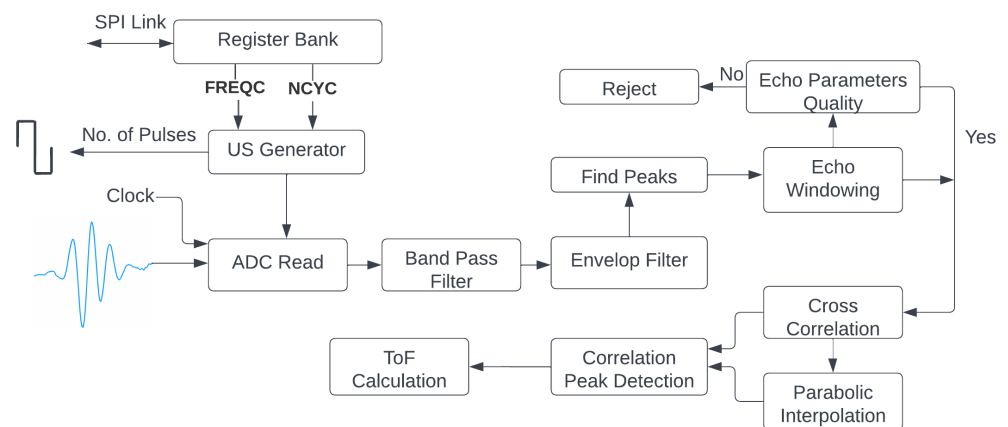 SPI Link
Register Bank
FREQC
NCYC
No. of Pulses
US Generator
Clock
ADC Read
Band Pass
Filter
Envelop Filter
Find Peaks
Echo
Windowing
Echo Parameters
Quality
No
Reject
Yes
Cross
Correlation
Parabolic
Interpolation
Correlation
Peak Detection
ToF
Calculation